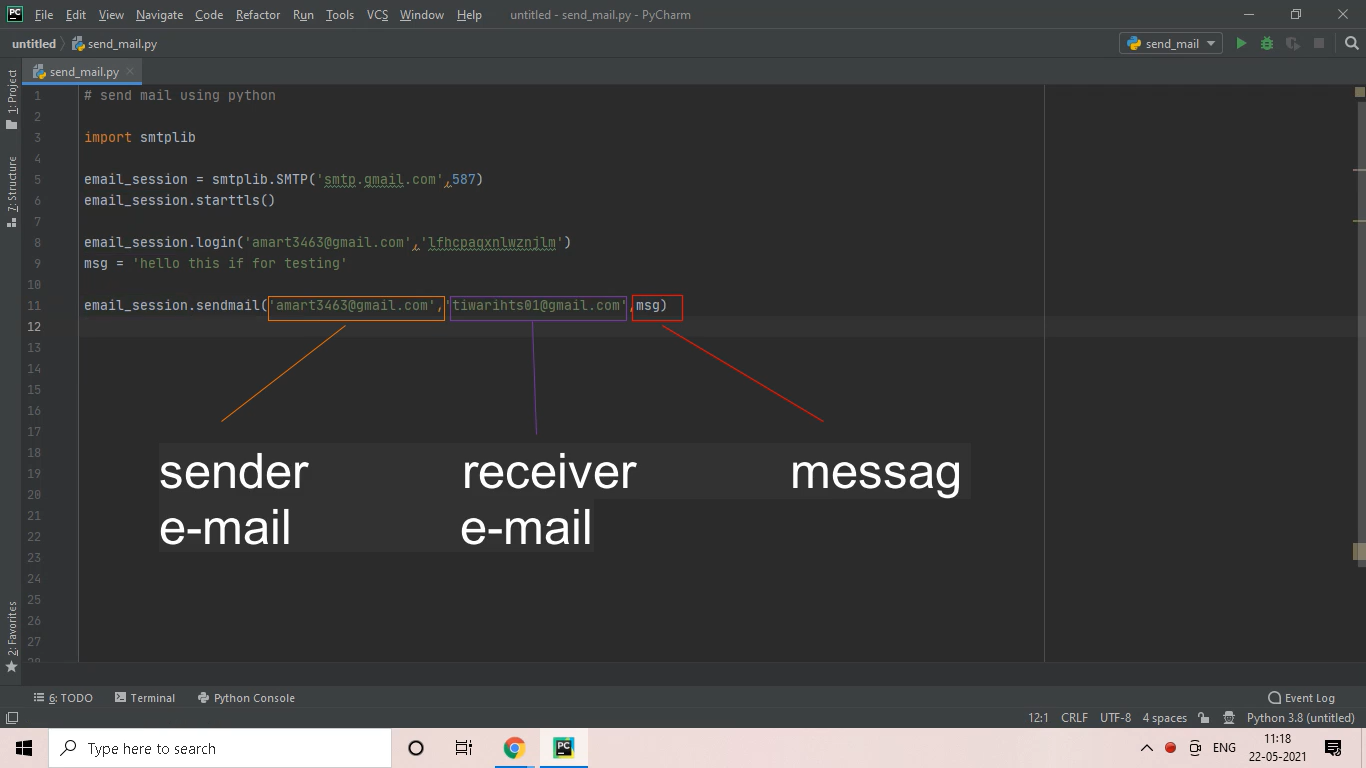 PC File Edit View Navigate Code Refactor Run Tools VCS Window Help untitled - send_mail.py - PyCharm
untitled send_mail.py send_mail
send_mail.py
1: Project
7: Structure
2: Favorites
1 # send mail using python
2
3 import smtplib
4
5 email_session = smtplib.SMTP('smtp.gmail.com',587)
6 email_session.starttls()
7
8 email_session.login('amart3463@gmail.com','lfhcpaqxnlwznjlm')
9 msg = 'hello this if for testing'
10
11 email_session.sendmail('amart3463@gmail.com','tiwarihts01@gmail.com',msg)
12
13
14
15
16
17
18
19
20
21
22
23
24
25
26
27
28
sender receiver messag
e-mail e-mail
6: TODO Terminal Python Console Event Log
12:1 CRLF UTF-8 4 spaces Python 3.8 (untitled)
Type here to search PC ENG 11:18
22-05-2021